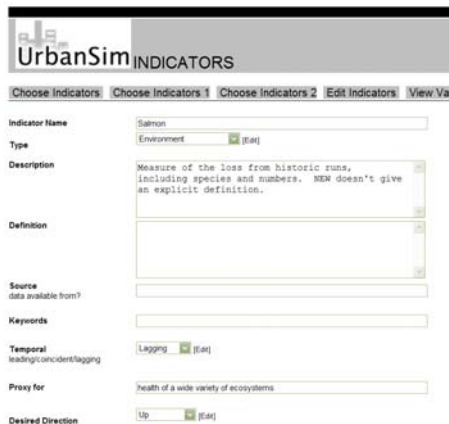 UrbanSim INDICATORS
Choose Indicators Choose Indicators 1 Choose Indicators 2 Edit Indicators View Va
Indicator Name Salmon
Type Environment [Edit]
Description Measure of the loss from historic runs,
including species and numbers. NEW doesn't give
an explicit definition.
Definition
Source
data available from?
Keywords
Temporal Lagging [Edit]
leading/coincident/lagging
Proxy for health of a wide variety of ecosystems
Desired Direction Up [Edit]